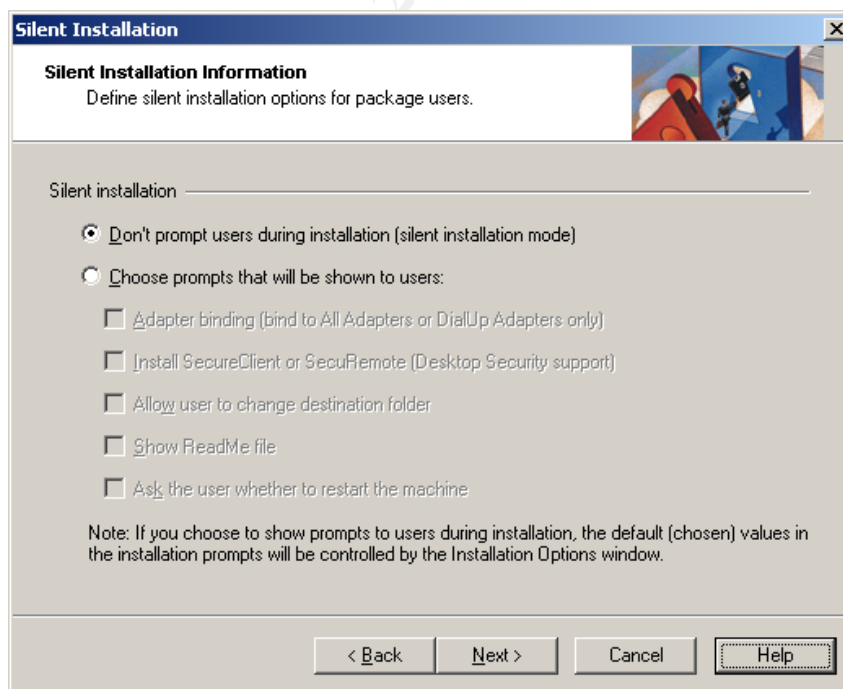 Silent Installation
Silent Installation Information
Define silent installation options for package users.
Silent installation
Don't prompt users during installation (silent installation mode)
Choose prompts that will be shown to users:
Adapter binding (bind to All Adapters or DialUp Adapters only)
Install SecureClient or SecuRemote (Desktop Security support)
Allow user to change destination folder
Show ReadMe file
Ask the user whether to restart the machine
Note: If you choose to show prompts to users during installation, the default (chosen) values in
the installation prompts will be controlled by the Installation Options window.
< Back
Next >
Cancel
Help